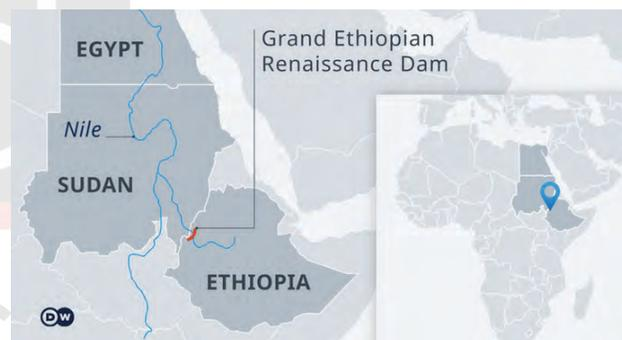 EGYPT
Grand Ethiopian
Renaissance Dam
Nile
SUDAN
ETHIOPIA
DW